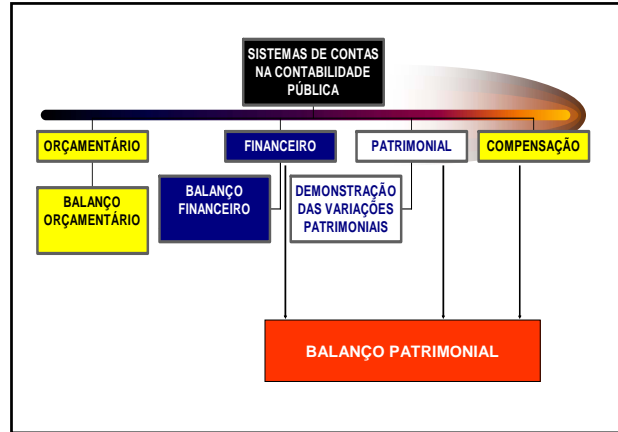 SISTEMAS DE CONTAS
NA CONTABILIDADE
PÚBLICA
ORÇAMENTÁRIO
FINANCEIRO
PATRIMONIAL
COMPENSAÇÃO
BALANÇO
ORÇAMENTÁRIO
BALANÇO
FINANCEIRO
DEMONSTRAÇÃO
DAS VARIAÇÕES
PATRIMONIAIS
BALANÇO PATRIMONIAL